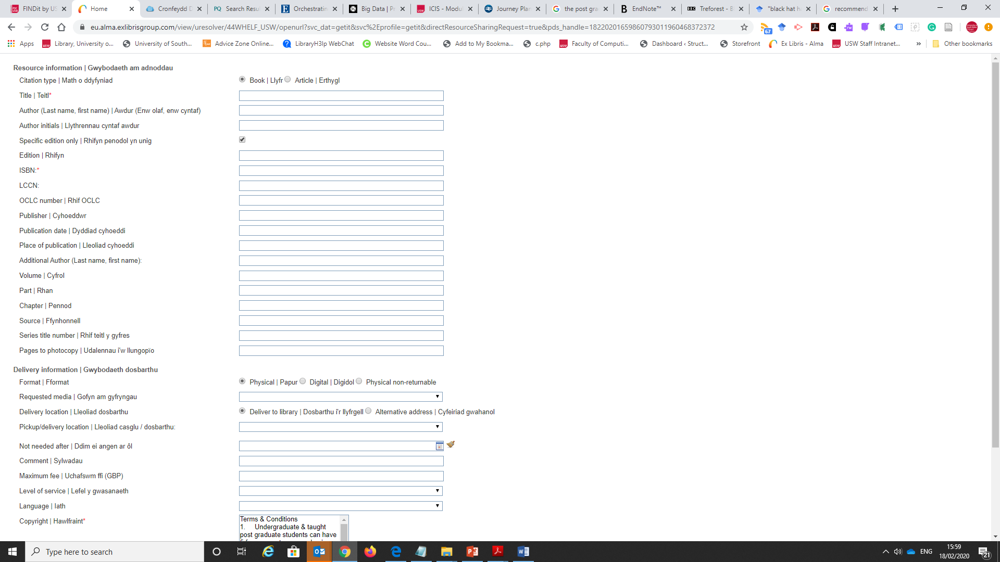 FINDit by US
Home
Cronfeydd D
Search Resu
Orchestratin
Big Data | Pr
ICIS - Modul
Journey Plan
the post gra
EndNote™
Treforest - B
"black hat h
recommend
eu.alma.exlibrisgroup.com/view/uresolver/44WHELF_USW/openurl?svc_dat=getit&svc%2Eprofile=getit&directResourceSharingRequest=true&pds_handle=18220201659860793011960468372372
67
Apps
Library, University o...
University of South...
Advice Zone Online...
LibraryH3lp WebChat
Website Word Cou...
Add to My Bookma...
c.php
Faculty of Computi...
Dashboard ‹ Struct...
Storefront
Ex Libris - Alma
USW Staff Intranet...
»
Other bookmarks
Resource information | Gwybodaeth am adnoddau
Citation type | Math o ddyfyniad Book | Llyfr Article | Erthygl
Title | Teitl*
Author (Last name, first name) | Awdur (Enw olaf, enw cyntaf)
Author initials | Llythrennau cyntaf awdur
Specific edition only | Rhifyn penodol yn unig
Edition | Rhifyn
ISBN:*
LCCN:
OCLC number | Rhif OCLC
Publisher | Cyhoeddwr
Publication date | Dyddiad cyhoeddi
Place of publication | Lleoliad cyhoeddi
Additional Author (Last name, first name):
Volume | Cyfrol
Part | Rhan
Chapter | Pennod
Source | Ffynhonnell
Series title number | Rhif teitl y gyfres
Pages to photocopy | Udalennau i'w llungopïo
Delivery information | Gwybodaeth dosbarthu
Format | Fformat Physical | Papur Digital | Digidol Physical non-returnable
Requested media | Gofyn am gyfryngau
Delivery location | Lleoliad dosbarthu Deliver to library | Dosbarthu i'r llyfrgell Alternative address | Cyfeiriad gwahanol
Pickup/delivery location | Lleoliad casglu / dosbarthu:
Not needed after | Ddim ei angen ar ôl
Comment | Sylwadau
Maximum fee | Uchafswm ffi (GBP)
Level of service | Lefel y gwasanaeth
Language | Iath
Copyright | Hawlfraint*
Terms & Conditions
1. Undergraduate & taught
post graduate students can have
Type here to search
ENG
15:59
18/02/2020
21